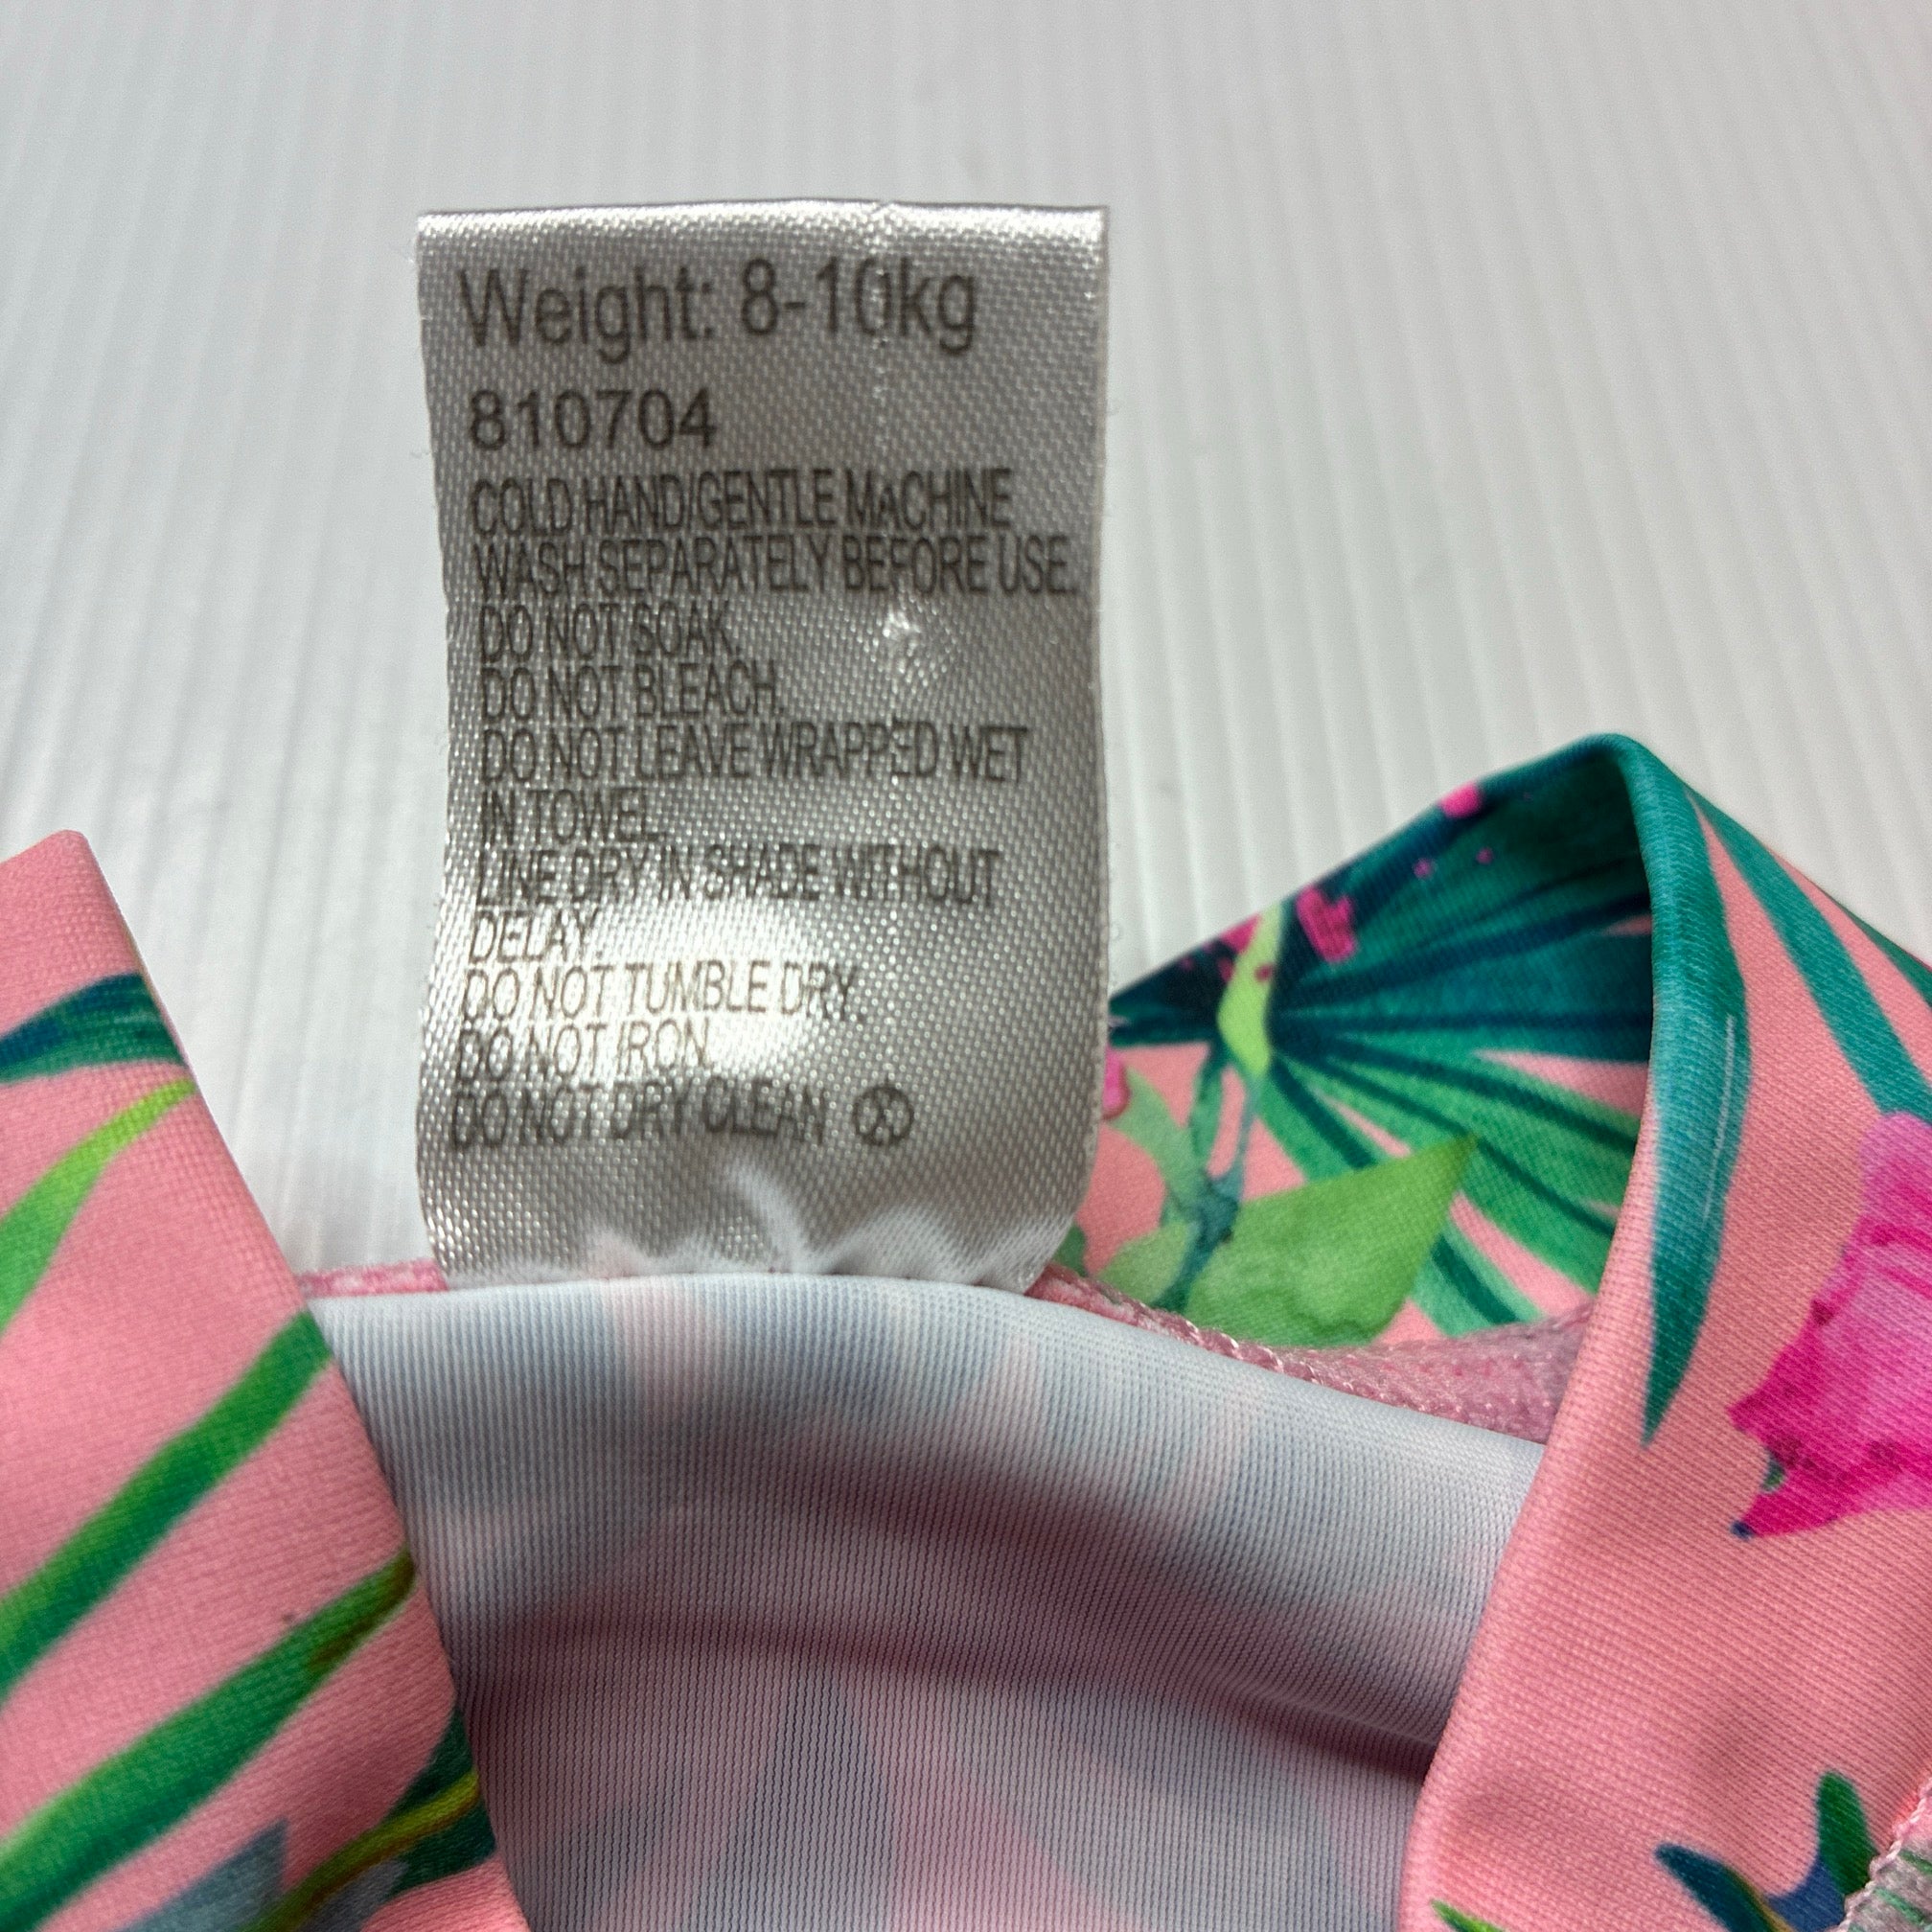 Weight: 8-10kg
810704
COLD HAND/GENTLE MACHINE
WASH SEPARATELY BEFORE USE.
DO NOT SOAK.
DO NOT BLEACH.
DO NOT LEAVE WRAPPED WET
IN TOWEL.
LINE DRY IN SHADE WITHOUT
DELAY.
DO NOT TUMBLE DRY.
DO NOT IRON.
DO NOT DRY CLEAN